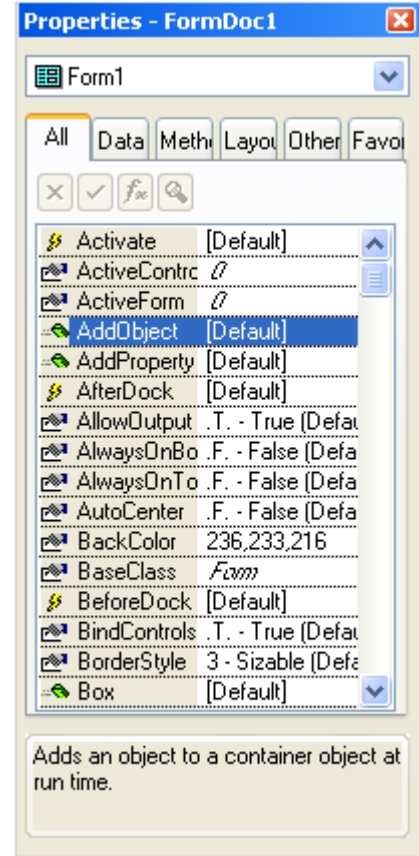 Properties - FormDoc1
Form1
All Data Meth Layou Other Favor
Activate [Default]
ActiveContro 0
ActiveForm 0
AddObject [Default]
AddProperty [Default]
AfterDock [Default]
AllowOutput .T. - True (Defau
AlwaysOnBo .F. - False (Defa
AlwaysOnTo .F. - False (Defa
AutoCenter .F. - False (Defa
BackColor 236,233,216
BaseClass Form
BeforeDock [Default]
BindControls .T. - True (Defau
BorderStyle 3 - Sizable (Defa
Box [Default]
Adds an object to a container object at
run time.